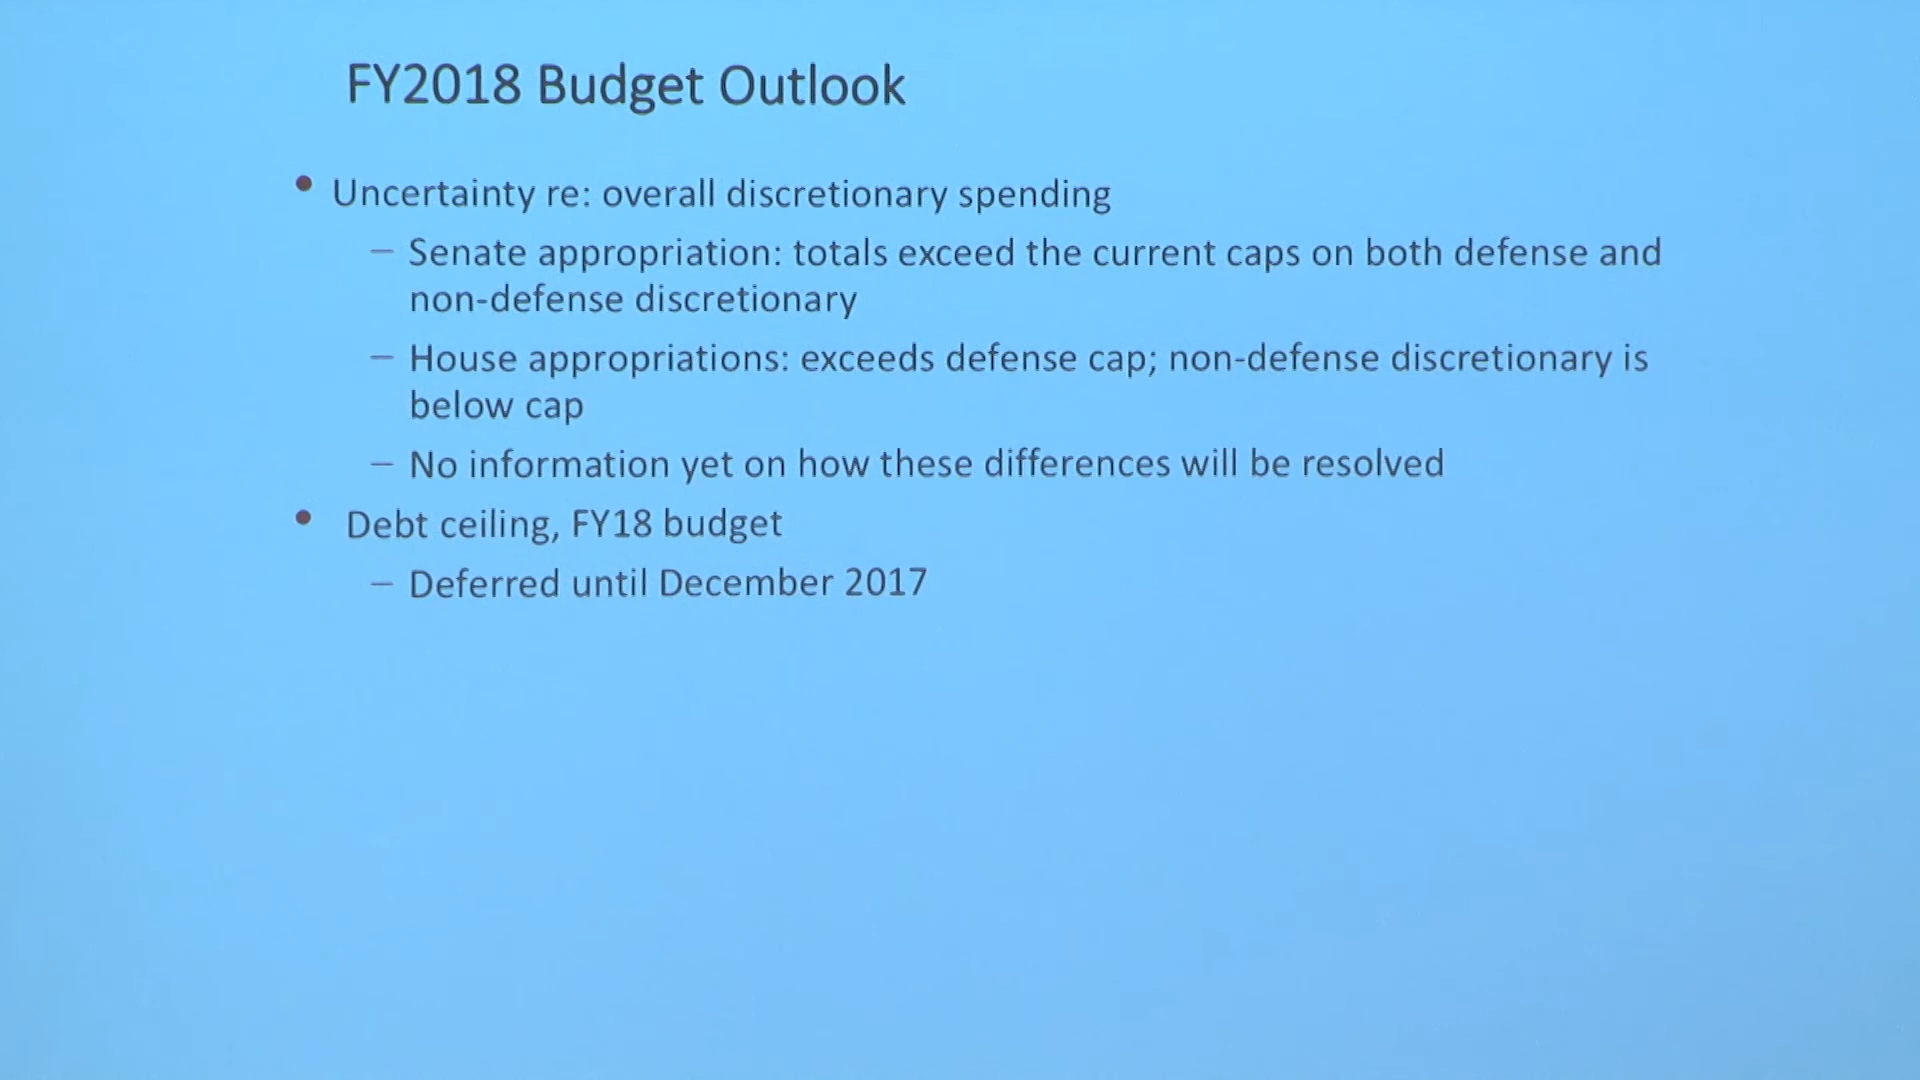 FY2018 Budget Outlook
• Uncertainty re: overall discretionary spending
– Senate appropriation: totals exceed the current caps on both defense and
non-defense discretionary
– House appropriations: exceeds defense cap; non-defense discretionary is
below cap
– No information yet on how these differences will be resolved
• Debt ceiling, FY18 budget
– Deferred until December 2017